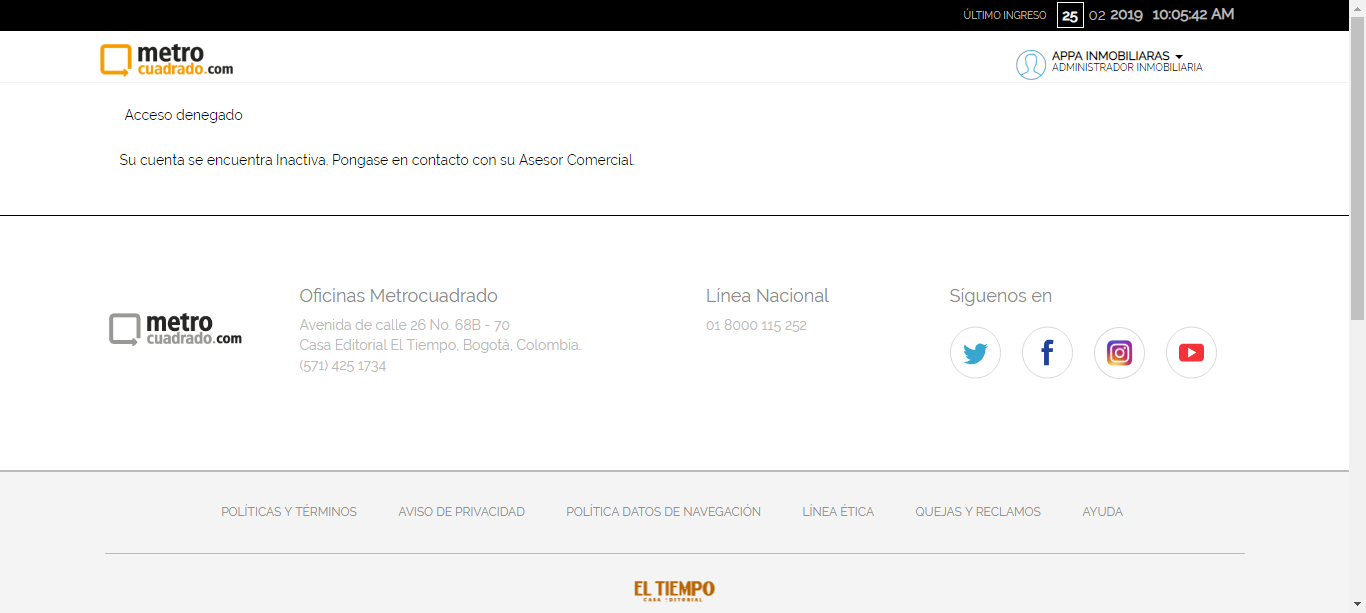 ÚLTIMO INGRESO 25 02 2019 10:05:42 AM
metro
cuadrado.com
APPA INMOBILIARAS
ADMINISTRADOR INMOBILIARIA
Acceso denegado
Su cuenta se encuentra Inactiva. Pongase en contacto con su Asesor Comercial.
metro
cuadrado.com
Oficinas Metrocuadrado
Avenida de calle 26 No. 68B - 70
Casa Editorial El Tiempo, Bogotá, Colombia.
(571) 425 1734
Línea Nacional
01 8000 115 252
Síguenos en
POLÍTICAS Y TÉRMINOS AVISO DE PRIVACIDAD POLÍTICA DATOS DE NAVEGACIÓN LÍNEA ÉTICA QUEJAS Y RECLAMOS AYUDA
EL TIEMPO
CASA EDITORIAL